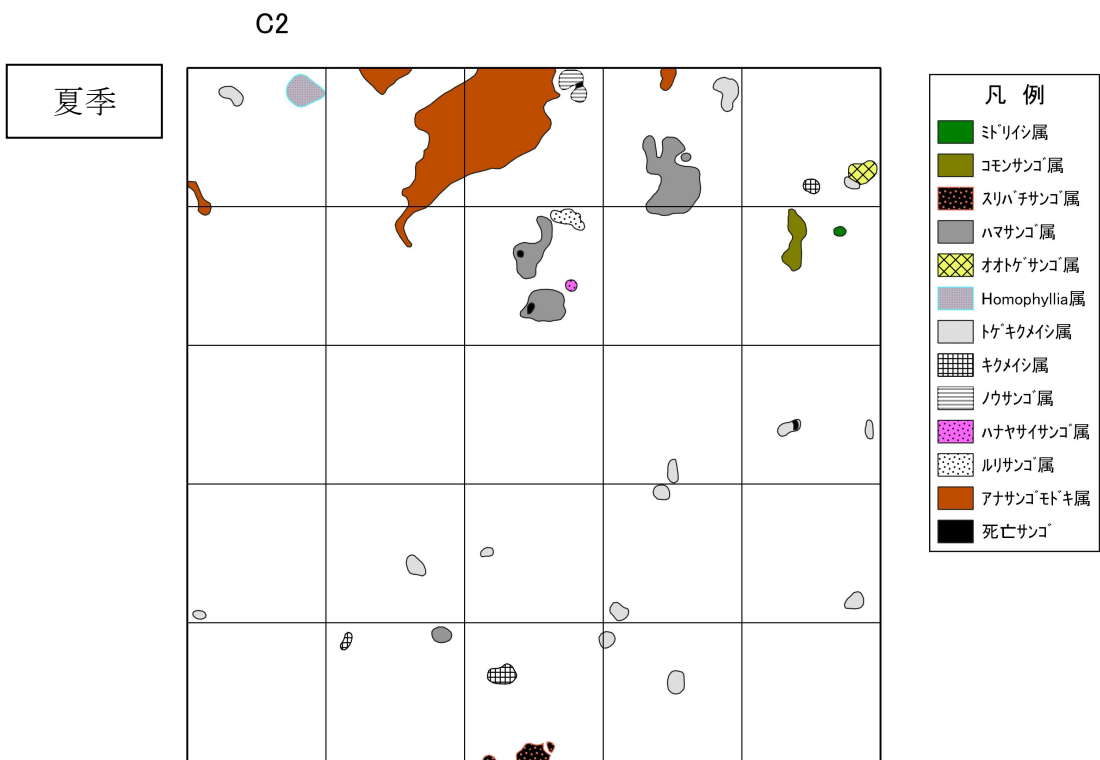 C2
夏季
凡 例
ミドリイシ属
コモンサンゴ属
スリバチサンゴ属
ハマサンゴ属
オオトゲサンゴ属
Homophyllia属
トゲキクメイシ属
キクメイシ属
ノウサンゴ属
ハナヤサイサンゴ属
ルリサンゴ属
アナサンゴモドキ属
死亡サンゴ